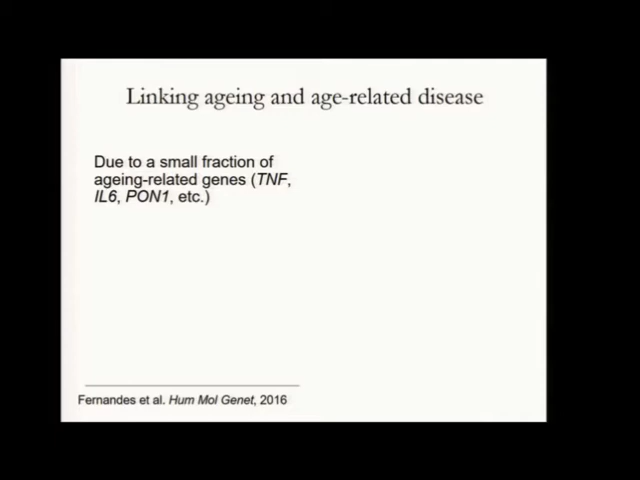 Linking ageing and age-related disease
Due to a small fraction of
ageing-related genes (TNF,
IL6, PON1, etc.)
Fernandes et al. Hum Mol Genet, 2016